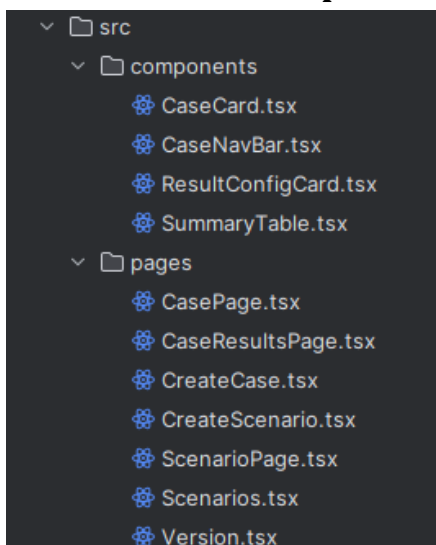 src
components
CaseCard.tsx
CaseNavBar.tsx
ResultConfigCard.tsx
SummaryTable.tsx
pages
CasePage.tsx
CaseResultsPage.tsx
CreateCase.tsx
CreateScenario.tsx
ScenarioPage.tsx
Scenarios.tsx
Version.tsx